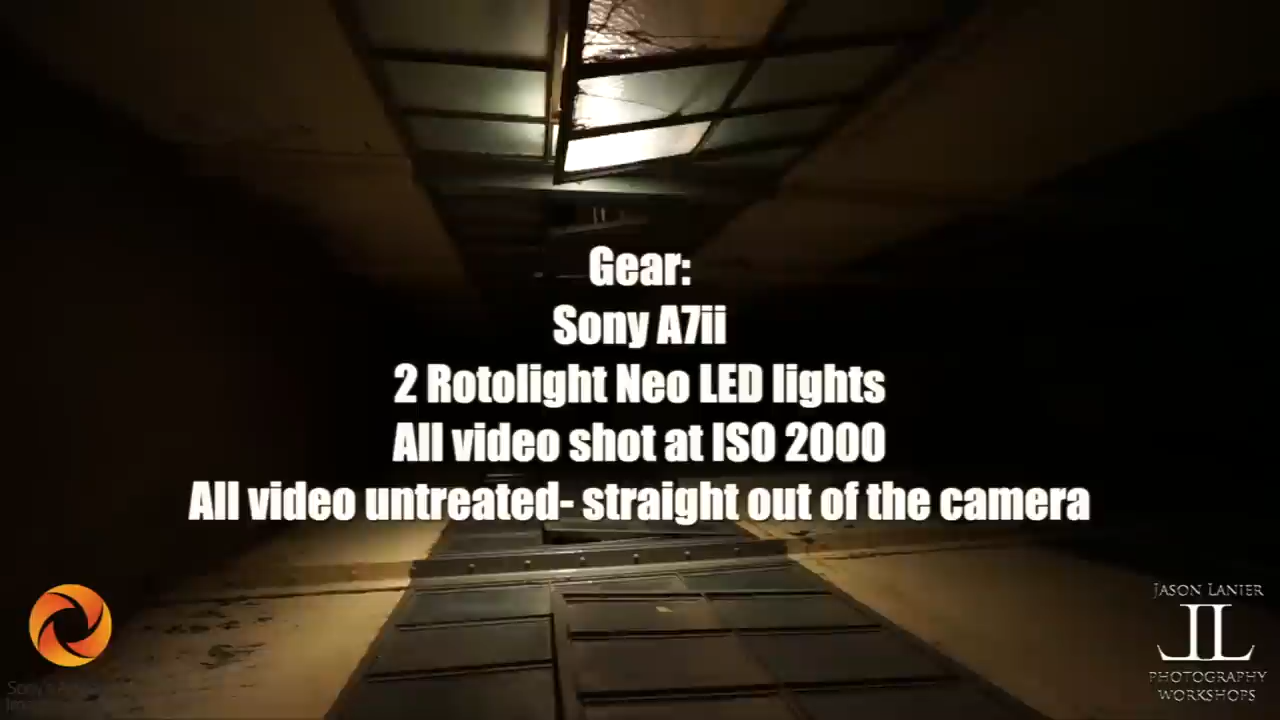 Gear:
Sony A7ii
2 Rotolight Neo LED lights
All video shot at ISO 2000
All video untreated- straight out of the camera
JASON LANIER
JL
PHOTOGRAPHY
WORKSHOPS